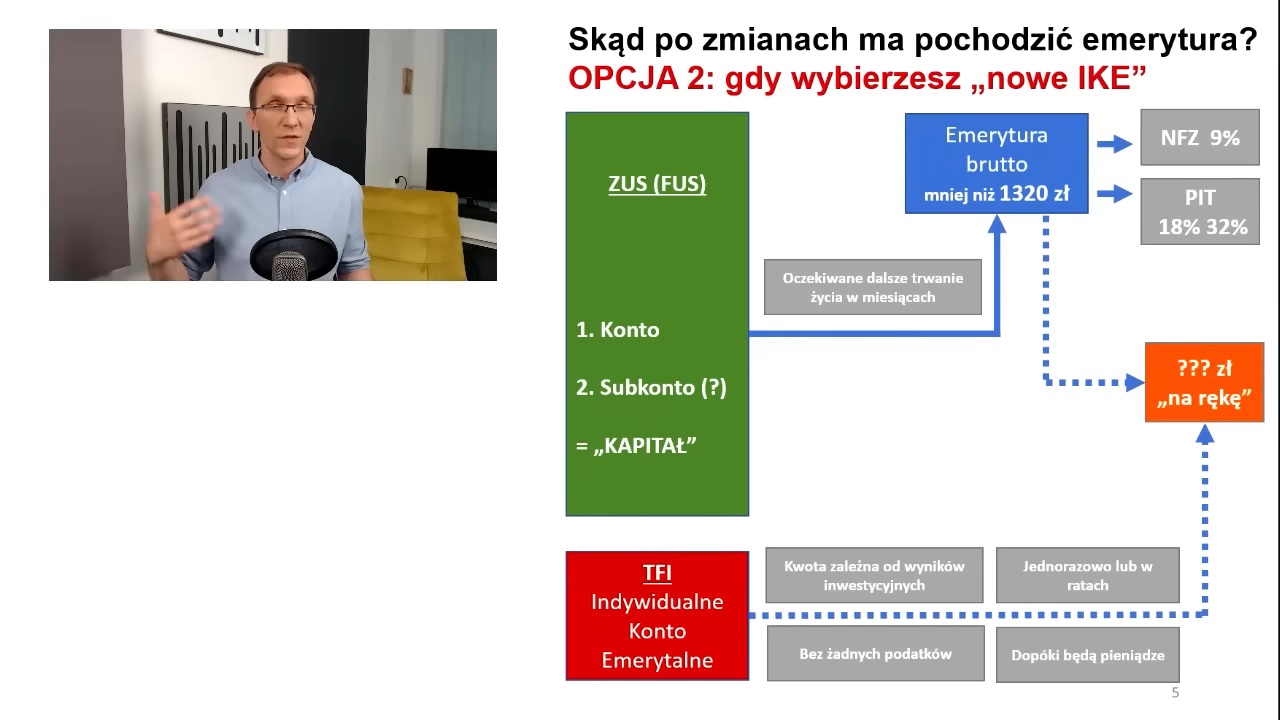 Skąd po zmianach ma pochodzić emerytura?
OPCJA 2: gdy wybierzesz „nowe IKE”
ZUS (FUS)
1. Konto
2. Subkonto (?)
= „KAPITAŁ”
Oczekiwane dalsze trwanie
życia w miesiącach
Emerytura
brutto
mniej niż 1320 zł
NFZ 9%
PIT
18% 32%
??? zł
„na rękę”
TFI
Indywidualne
Konto
Emerytalne
Kwota zależna od wyników
inwestycyjnych
Jednorazowo lub w
ratach
Bez żadnych podatków
Dopóki będą pieniądze
5